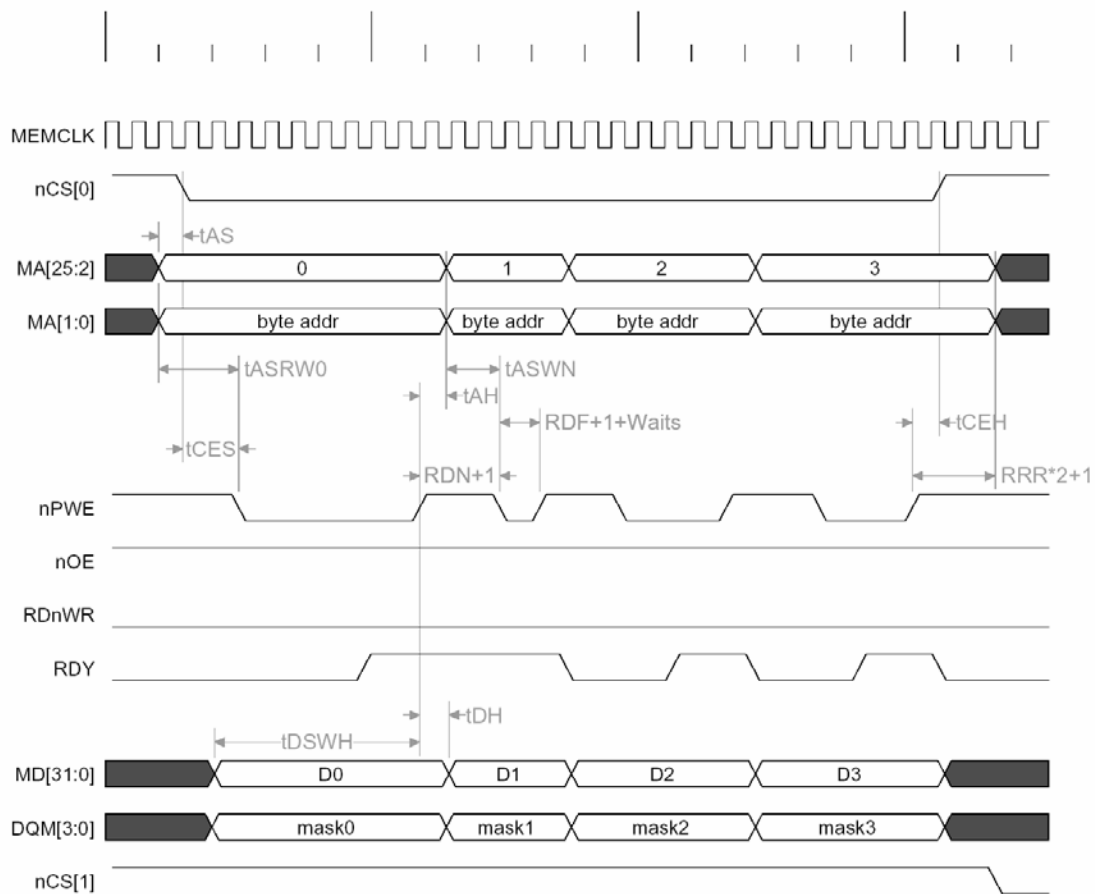 MEMCLK
nCS[0]
tAS
MA[25:2] 0 1 2 3
MA[1:0] byte addr byte addr byte addr byte addr
tASRW0 tASWN
tAH
RDF+1+Waits tCEH
tCES
RDN+1 RRR*2+1
nPWE
nOE
RDnWR
RDY
tDH
tDSWH
MD[31:0] D0 D1 D2 D3
DQM[3:0] mask0 mask1 mask2 mask3
nCS[1]